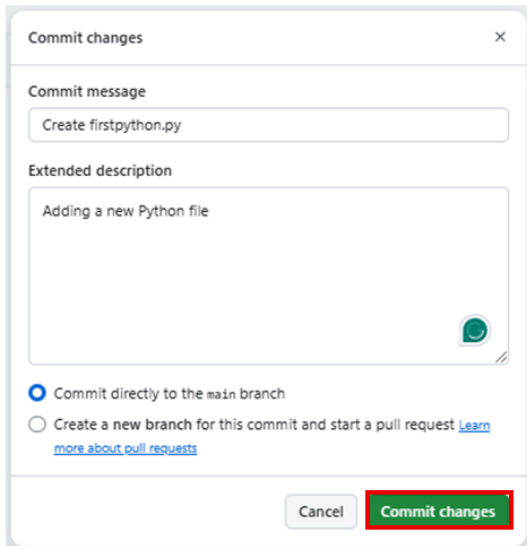 Commit changes
Commit message
Create firstpython.py
Extended description
Adding a new Python file
Commit directly to the main branch
Create a new branch for this commit and start a pull request Learn
more about pull requests
Cancel
Commit changes